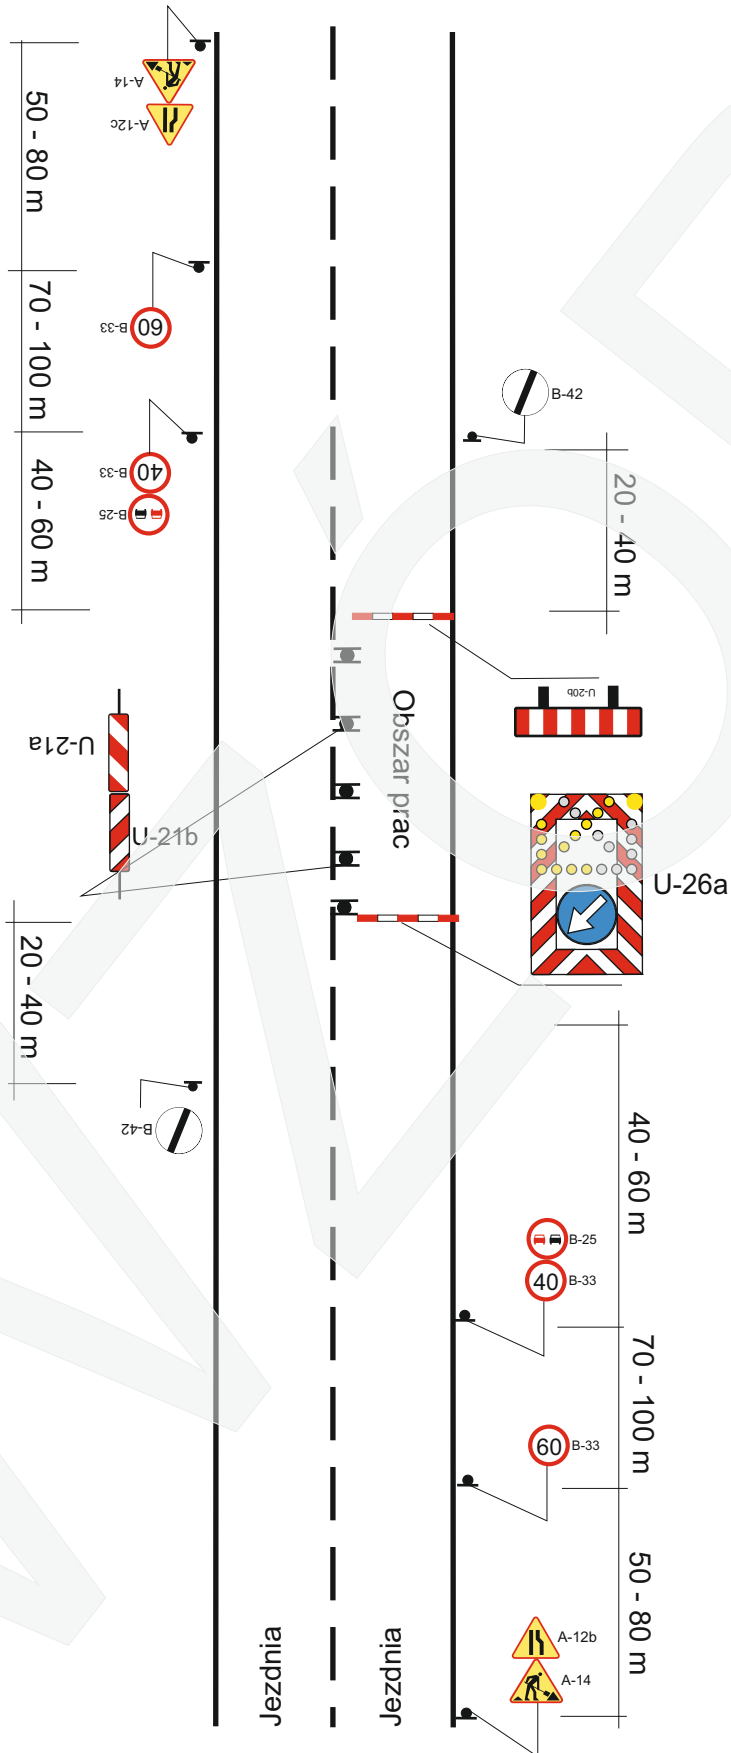 A-14
A-12c
50 - 80 m
B-33
60
70 - 100 m
B-42
B-33
40
B-25
40 - 60 m
20 - 40 m
U-20b
U-21a
Obszar prac
U-21b
U-26a
20 - 40 m
B-42
40 - 60 m
B-25
40
B-33
70 - 100 m
60
B-33
50 - 80 m
A-12b
A-14
Jezdnia
Jezdnia